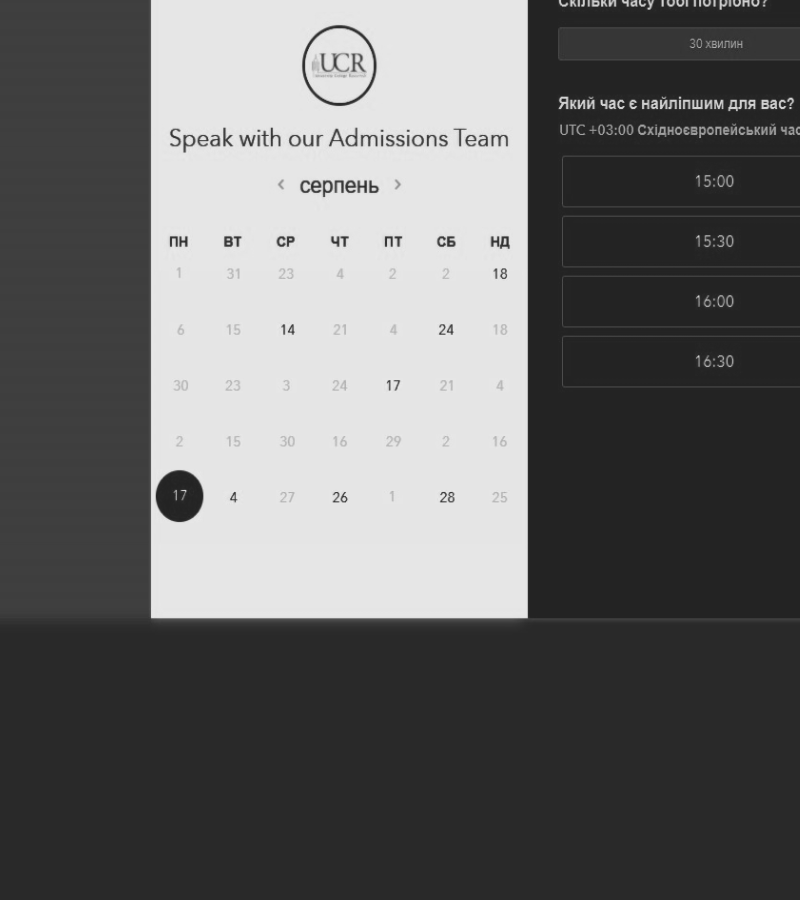 UCR
Speak with our Admissions Team
серпень
ПН ВТ СР ЧТ ПТ СБ НД
1 31 23 4 2 2 18
6 15 14 21 4 24 18
30 23 3 24 17 21 4
2 15 30 16 29 2 16
17 4 27 26 1 28 25
Скільки часу тобі потрібно?
30 хвилин
Який час є найліпшим для вас?
UTC +03:00 Східноєвропейський час
15:00
15:30
16:00
16:30